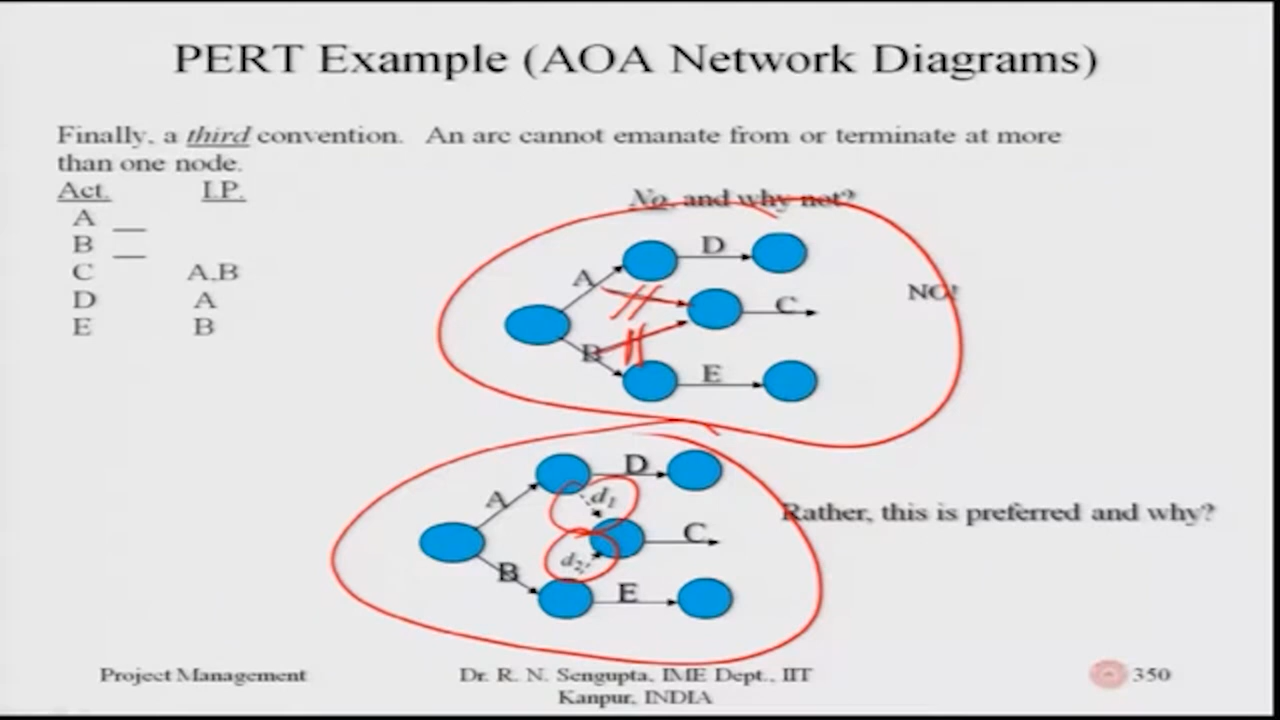 PERT Example (AOA Network Diagrams)
Finally, a third convention. An arc cannot emanate from or terminate at more
than one node.
Act. I.P.
A __
B __
C A,B
D A
E B
No, and why not?
D
A
C
NO!
B
E
D
A
d1
Rather, this is preferred and why?
C
d2
B
E
Project Management
Dr. R. N. Sengupta, IME Dept., IIT
Kanpur, INDIA
350